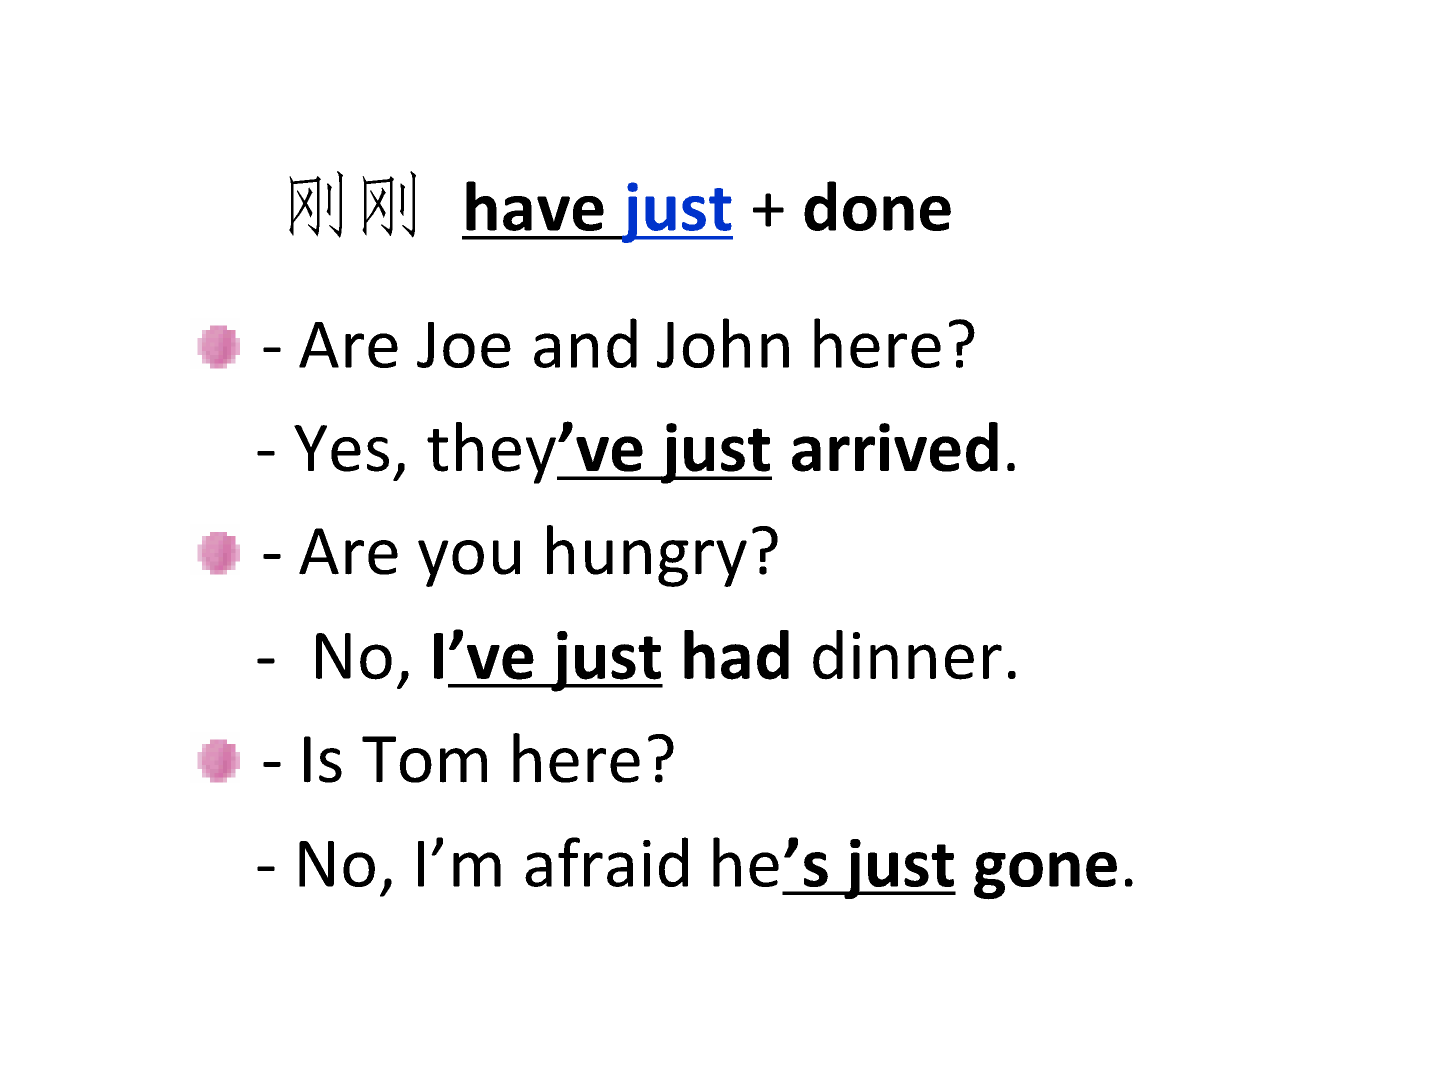 刚刚 have just + done
- Are Joe and John here?
- Yes, they’ve just arrived.
- Are you hungry?
- No, I’ve just had dinner.
- Is Tom here?
- No, I’m afraid he’s just gone.